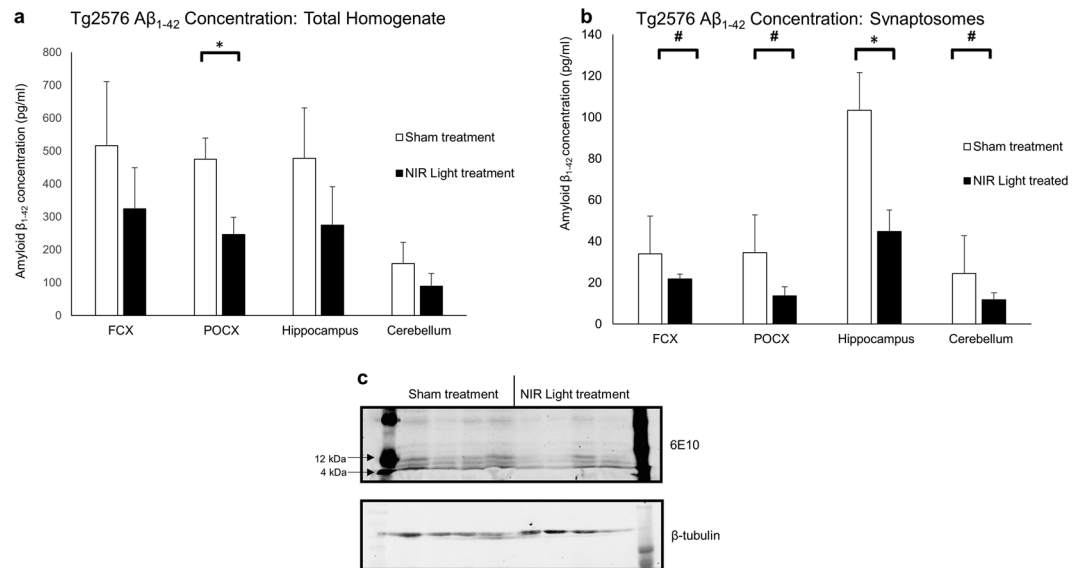 a
Tg2576 Aβ1-42 Concentration: Total Homogenate
Amyloid β1-42 concentration (pg/ml)
800
700
600
500
400
300
200
100
0
*
Sham treatment
NIR Light treatment
FCX POCX Hippocampus Cerebellum
b
Tg2576 Aβ1-42 Concentration: Synaptosomes
Amyloid β1-42 concentration (pg/ml)
140
120
100
80
60
40
20
0
# # * #
Sham treatment
NIR Light treated
FCX POCX Hippocampus Cerebellum
c
Sham treatment NIR Light treatment
12 kDa
4 kDa
6E10
β-tubulin